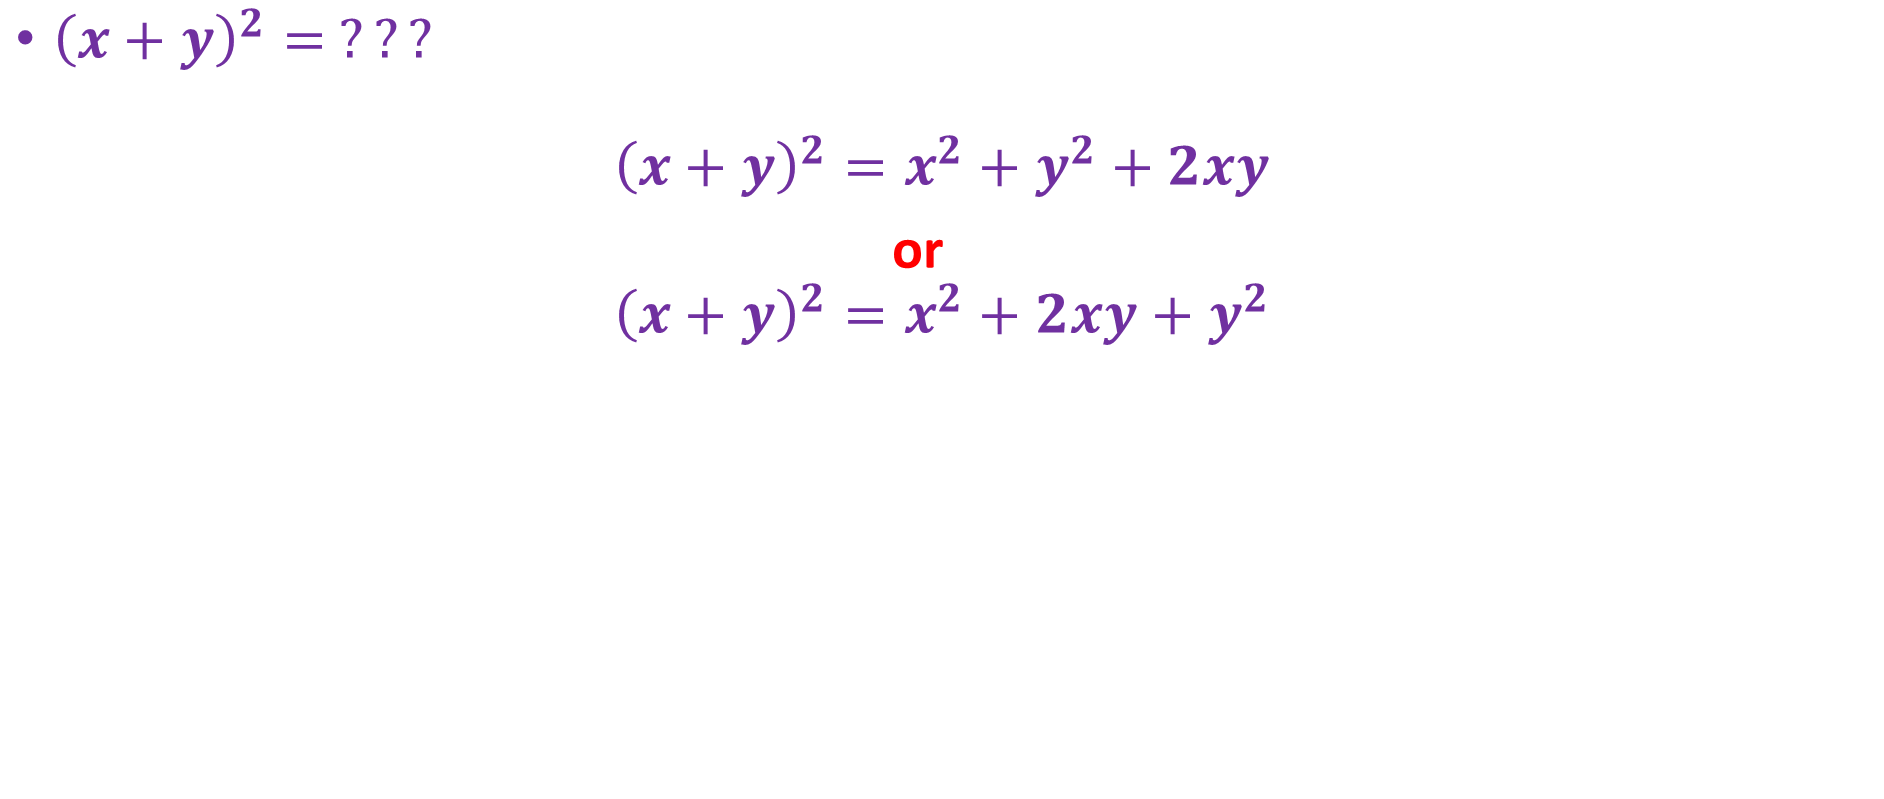 • (x + y)² = ???
(x + y)² = x² + y² + 2xy
or
(x + y)² = x² + 2xy + y²